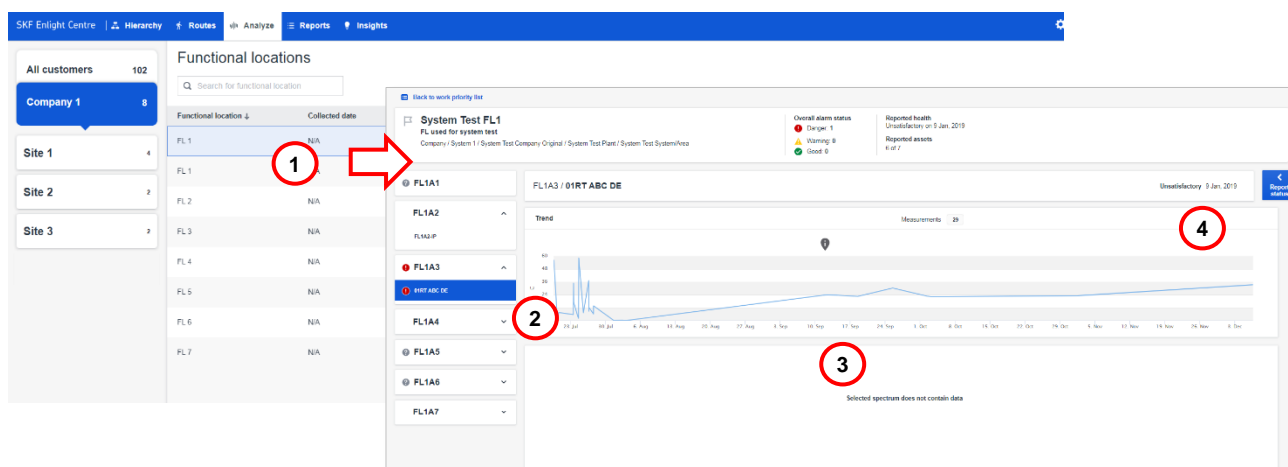 SKF Enlight Centre | Hierarchy Routes Analyze Reports Insights
All customers 102
Company 1 8
Site 1 4
Site 2 2
Site 3 2
Functional locations
Search for functional location
Functional location ↓ Collected date
FL 1 N/A
FL 1
FL 2 N/A
FL 3 N/A
FL 4 N/A
FL 5 N/A
FL 6 N/A
FL 7 N/A
1
Back to work priority list
System Test FL1
FL used for system test
Company / System 1 / System Test Company Original / System Test Plant / System Test System/Area
Overall alarm status
Danger: 1
Warning: 0
Good: 0
Reported health
Unsatisfactory on 9 Jan, 2019
Reported assets
6 of 7
FL1A1
FL1A2
FL1A2-IP
FL1A3
01RT ABC DE
FL1A4
FL1A5
FL1A6
FL1A7
FL1A3 / 01RT ABC DE
Unsatisfactory 9 Jan, 2019
Report
status
Trend
Measurements 29
4
2
3
Selected spectrum does not contain data